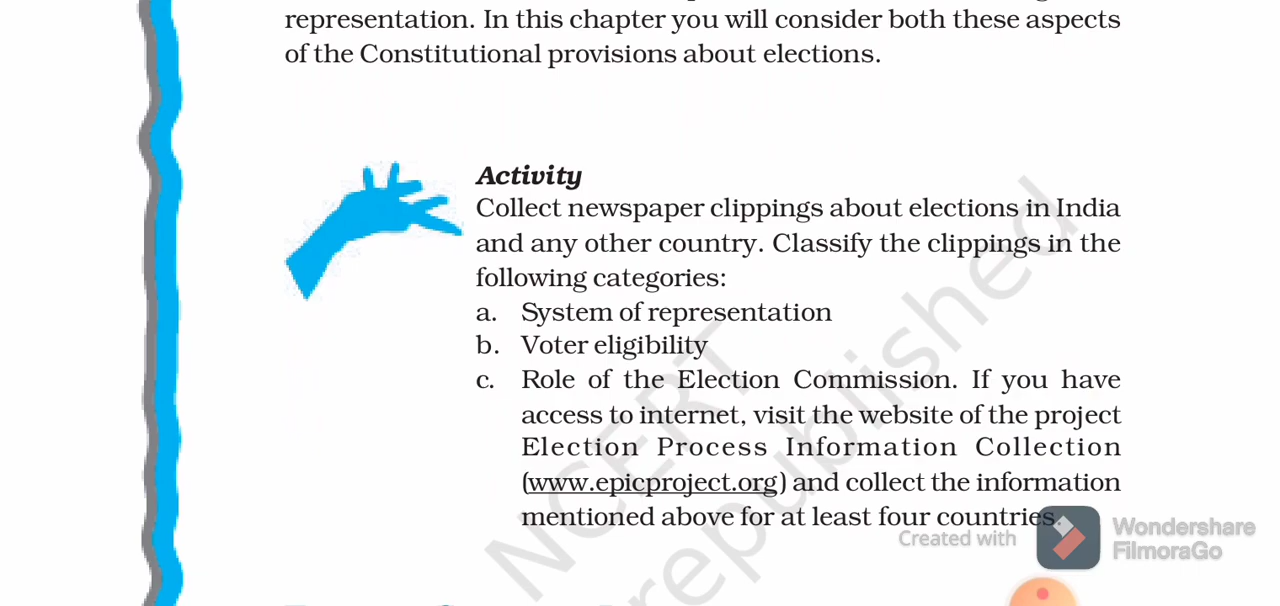 representation. In this chapter you will consider both these aspects
of the Constitutional provisions about elections.
Activity
Collect newspaper clippings about elections in India
and any other country. Classify the clippings in the
following categories:
a. System of representation
b. Voter eligibility
c. Role of the Election Commission. If you have
access to internet, visit the website of the project
Election Process Information Collection
(www.epicproject.org) and collect the information
mentioned above for at least four countries.
NCERT
republished
Created with
Wondershare
FilmoraGo